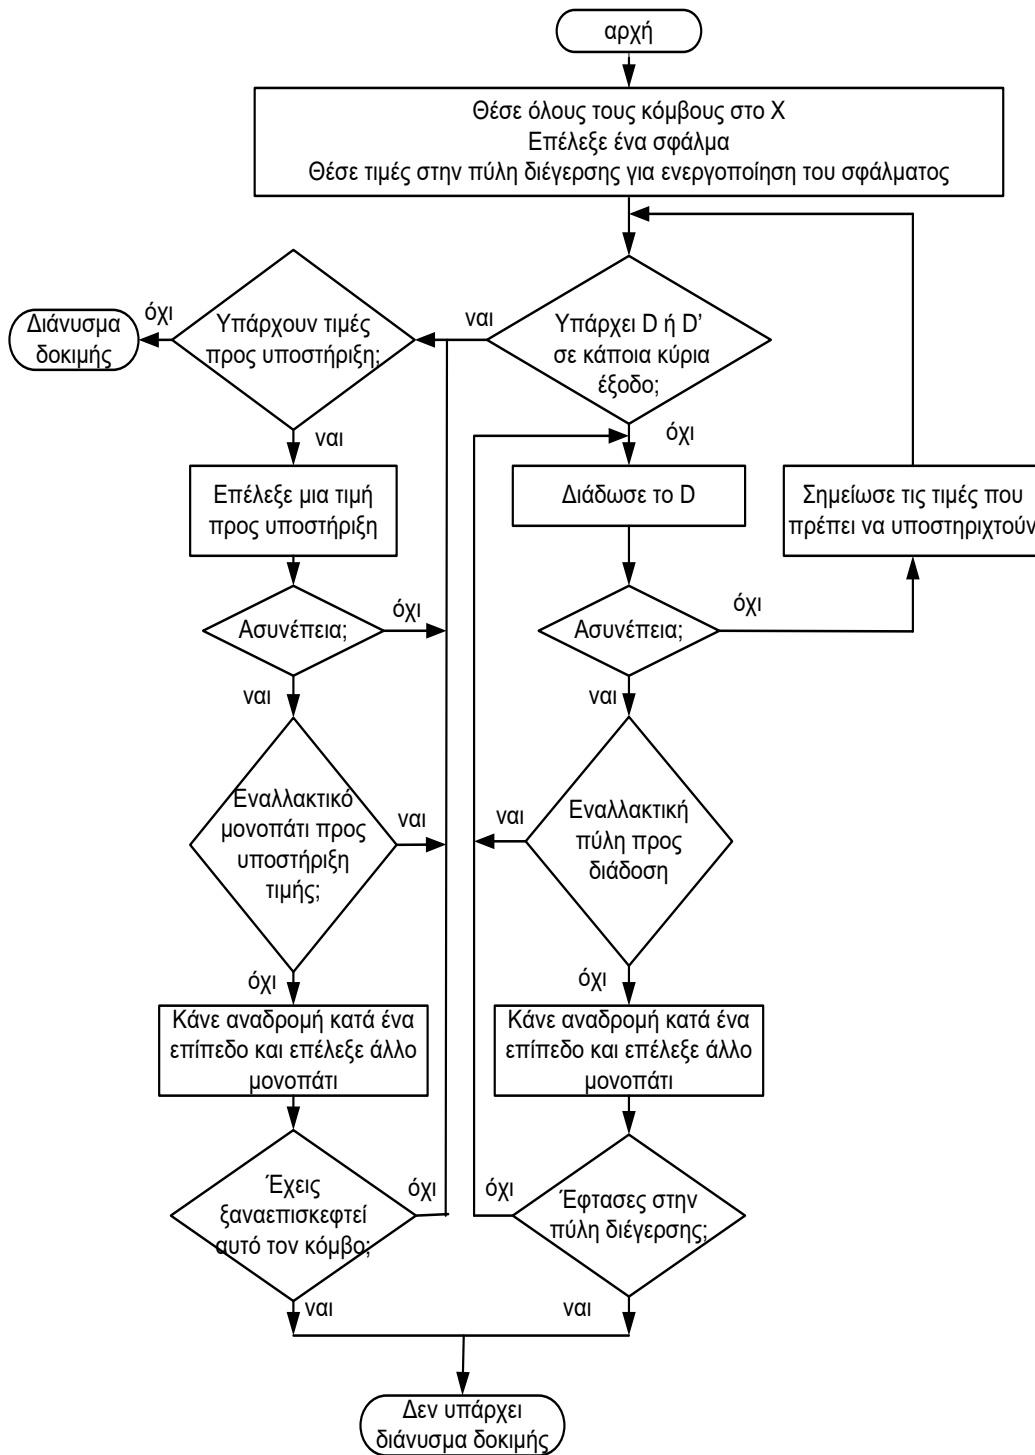 αρχή
Θέσε όλους τους κόμβους στο Χ
Επέλεξε ένα σφάλμα
Θέσε τιμές στην πύλη διέγερσης για ενεργοποίηση του σφάλματος
Υπάρχει D ή D’
σε κάποια κύρια
έξοδο;
ναι
Υπάρχουν τιμές
προς υποστήριξη;
όχι
Διάνυσμα
δοκιμής
ναι
όχι
Επέλεξε μια τιμή
προς υποστήριξη
Διάδωσε το D
Σημείωσε τις τιμές που
πρέπει να υποστηριχτούν
Ασυνέπεια;
όχι
Ασυνέπεια;
όχι
ναι
ναι
Εναλλακτικό
μονοπάτι προς
υποστήριξη
τιμής;
ναι
ναι
Εναλλακτική
πύλη προς
διάδοση
όχι
όχι
Κάνε αναδρομή κατά ένα
επίπεδο και επέλεξε άλλο
μονοπάτι
Κάνε αναδρομή κατά ένα
επίπεδο και επέλεξε άλλο
μονοπάτι
Έχεις
ξαναεπισκεφτεί
αυτό τον κόμβο;
όχι
όχι
Έφτασες στην
πύλη διέγερσης;
ναι
ναι
Δεν υπάρχει
διάνυσμα δοκιμής